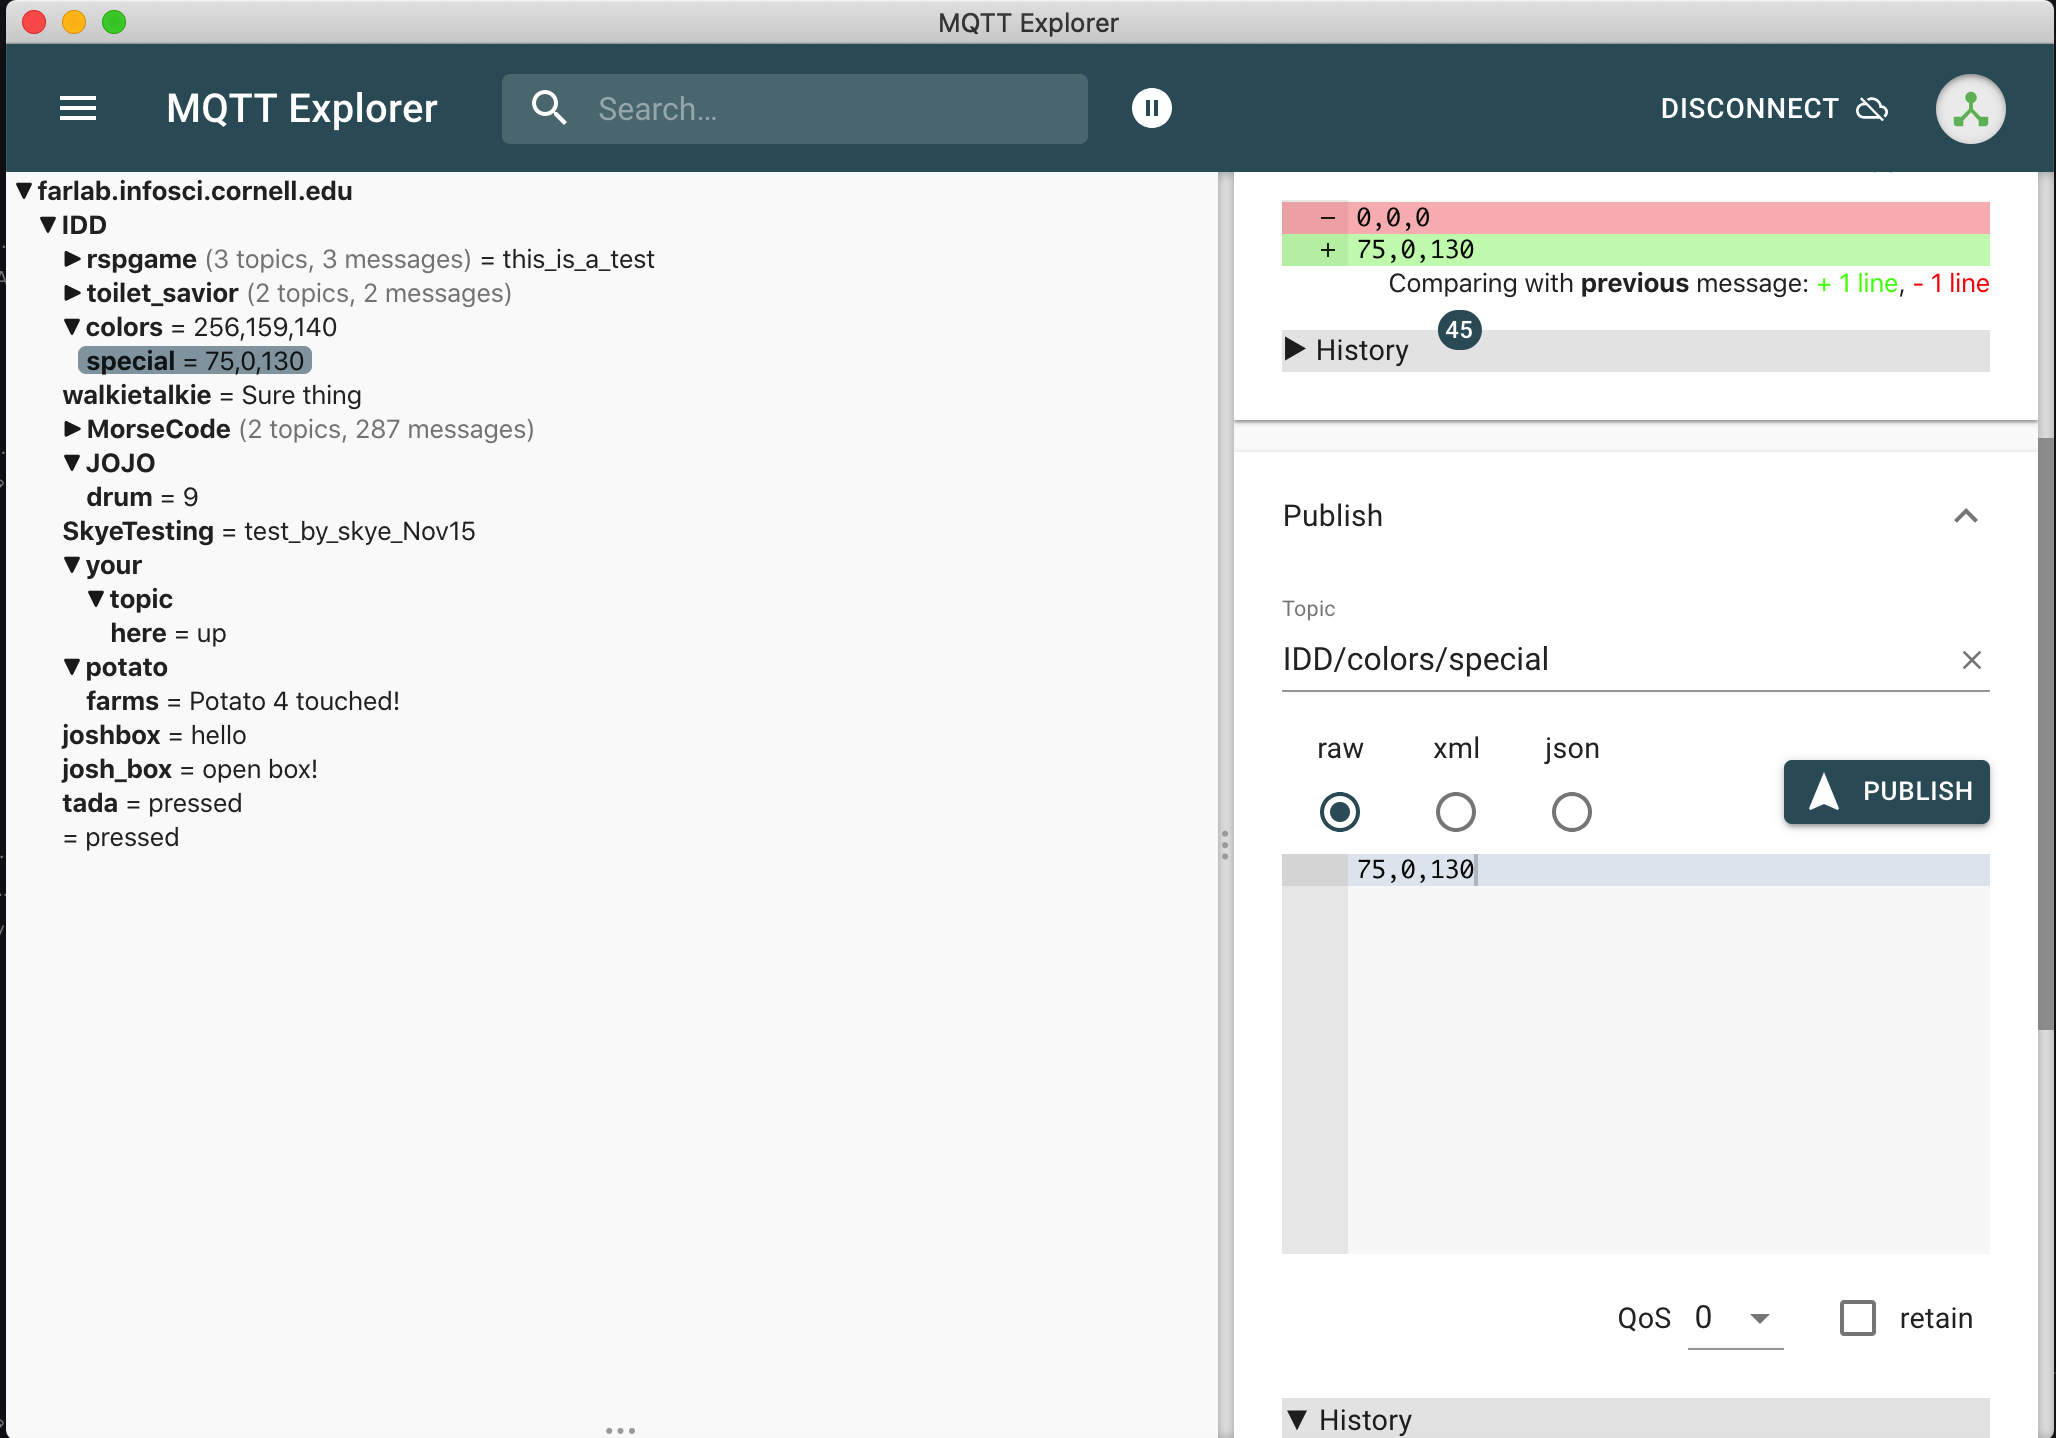 MQTT Explorer
MQTT Explorer
Search...
DISCONNECT
farlab.infosci.cornell.edu
IDD
rspgame (3 topics, 3 messages) = this_is_a_test
toilet_savior (2 topics, 2 messages)
colors = 256,159,140
special = 75,0,130
walkietalkie = Sure thing
MorseCode (2 topics, 287 messages)
JOJO
drum = 9
SkyeTesting = test_by_skye_Nov15
your
topic
here = up
potato
farms = Potato 4 touched!
joshbox = hello
josh_box = open box!
tada = pressed
= pressed
- 0,0,0
+ 75,0,130
Comparing with previous message: + 1 line, - 1 line
History 45
Publish
Topic
IDD/colors/special
raw xml json
PUBLISH
75,0,130
QoS 0 retain
History